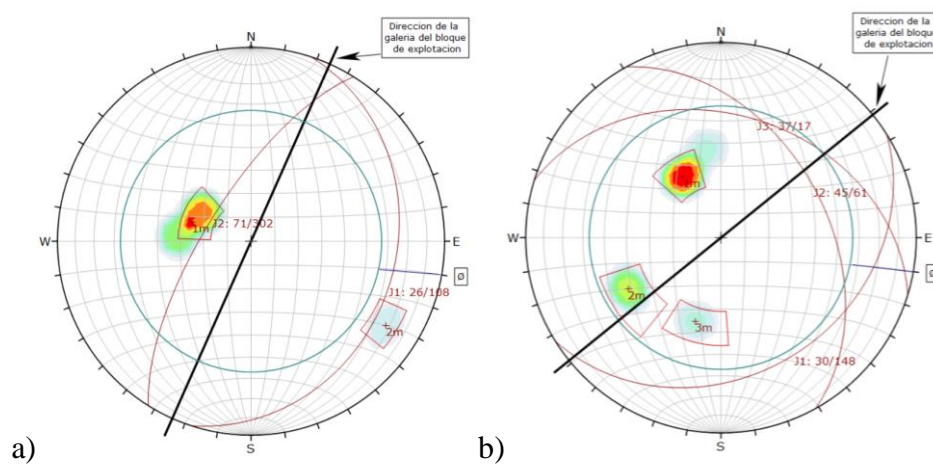 Direccion de la
galeria del bloque
de explotacion
N
W
E
S
1m
J2: 71/302
J1: 26/108
2m
ø
a)
Direccion de la
galeria del bloque
de explotacion
N
W
E
S
J3: 37/17
J2: 45/61
2m
3m
J1: 30/148
ø
b)